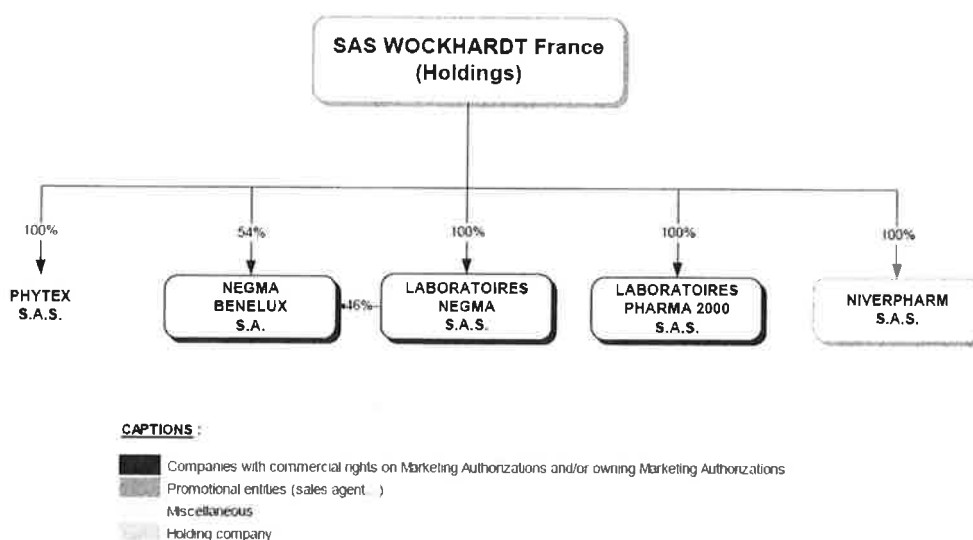 SAS WOCKHARDT France
(Holdings)
100%
54%
100%
100%
100%
PHYTEX
S.A.S.
NEGMA
BENELUX
S.A.
46%
LABORATOIRES
NEGMA
S.A.S.
LABORATOIRES
PHARMA 2000
S.A.S.
NIVERPHARM
S.A.S.
CAPTIONS :
Companies with commercial rights on Marketing Authorizations and/or owning Marketing Authorizations
Promotional entities (sales agent...)
Miscellaneous
Holding company